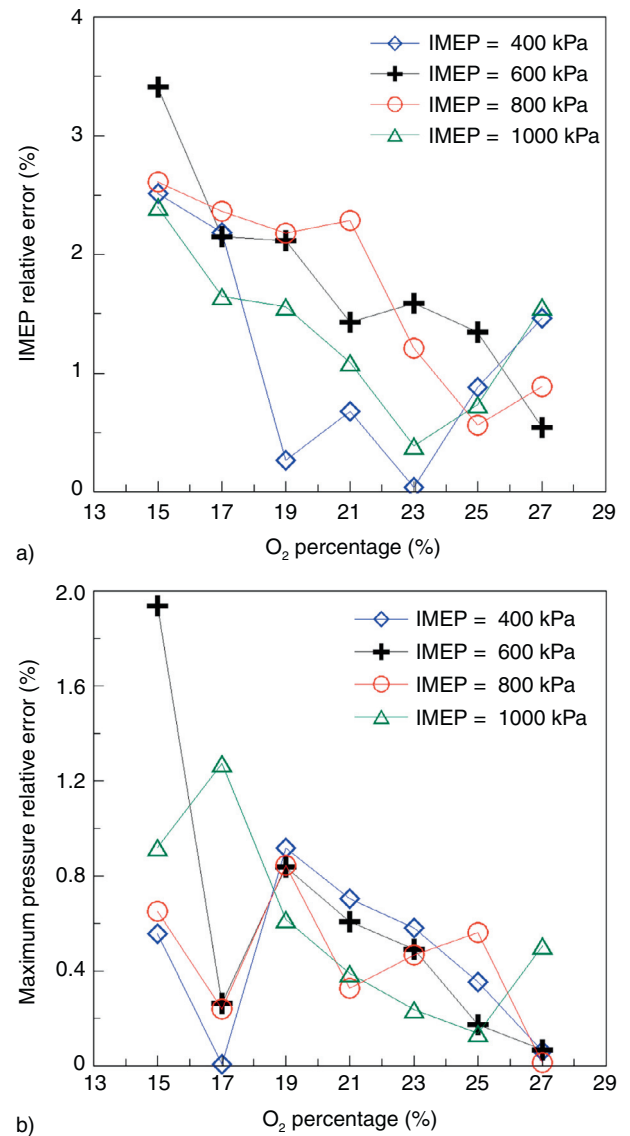 4
3
2
1
0
IMEP relative error (%)
IMEP = 400 kPa
IMEP = 600 kPa
IMEP = 800 kPa
IMEP = 1000 kPa
13 15 17 19 21 23 25 27 29
O₂ percentage (%)
a)
2.0
1.6
1.2
0.8
0.4
0
Maximum pressure relative error (%)
IMEP = 400 kPa
IMEP = 600 kPa
IMEP = 800 kPa
IMEP = 1000 kPa
13 15 17 19 21 23 25 27 29
O₂ percentage (%)
b)